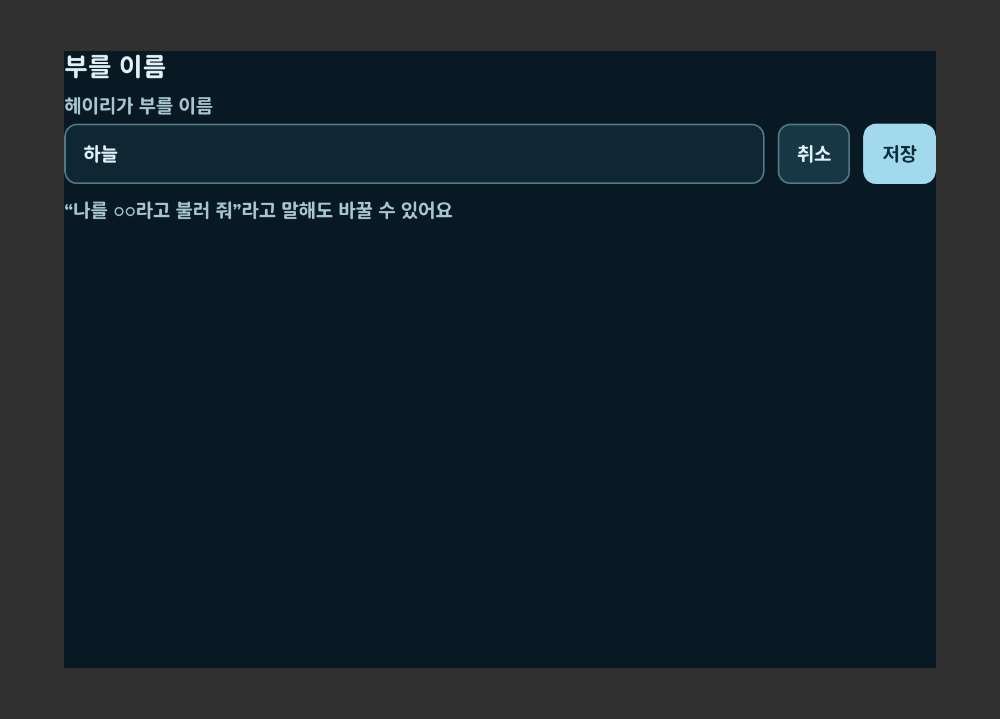 부를 이름
헤이리가 부를 이름
하늘 취소 저장
“나를 ○○라고 불러 줘”라고 말해도 바꿀 수 있어요